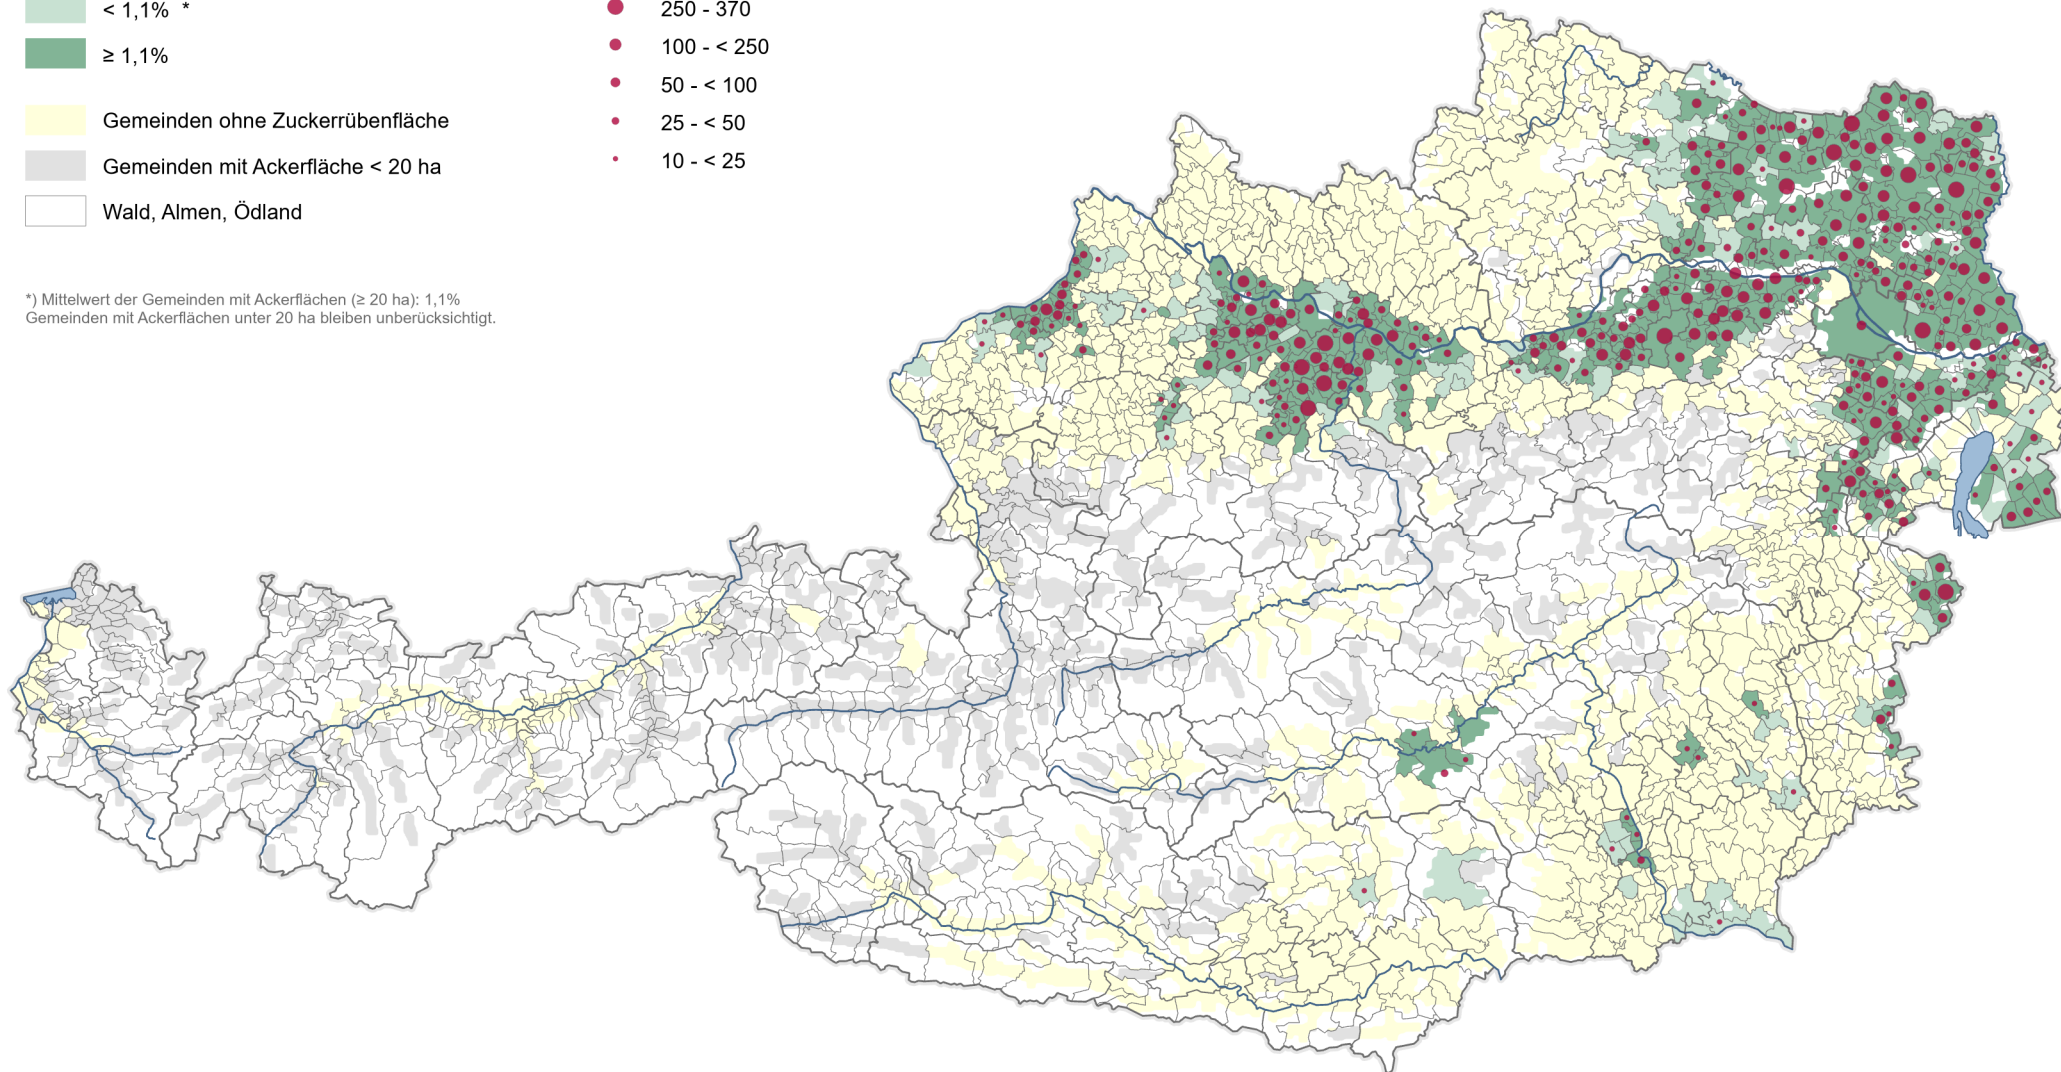 < 1,1% *
≥ 1,1%
Gemeinden ohne Zuckerrübenfläche
Gemeinden mit Ackerfläche < 20 ha
Wald, Almen, Ödland
250 - 370
100 - < 250
50 - < 100
25 - < 50
10 - < 25
*) Mittelwert der Gemeinden mit Ackerflächen (≥ 20 ha): 1,1%
Gemeinden mit Ackerflächen unter 20 ha bleiben unberücksichtigt.